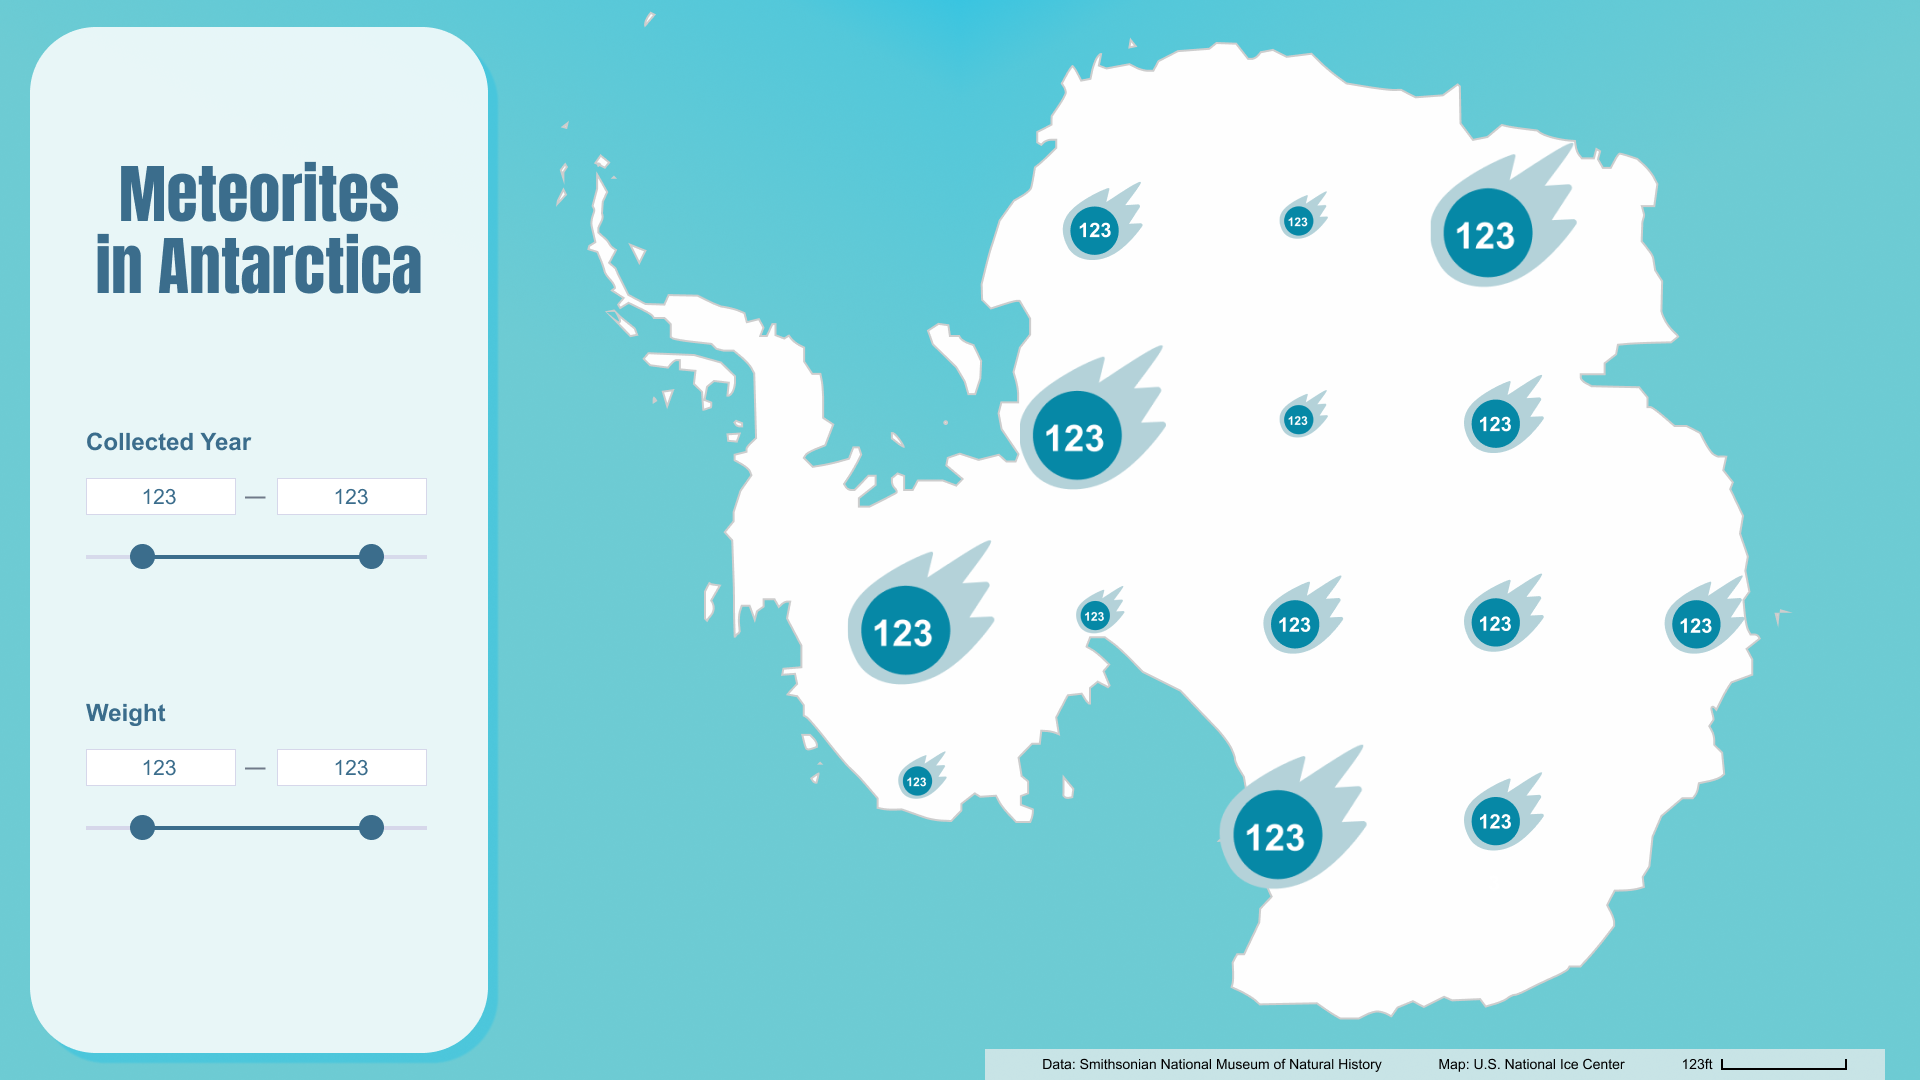 Meteorites
in Antarctica
Collected Year
123 — 123
Weight
123 — 123
123
123
123
123
123
123
123
123
123
123
123
123
123
123
Data: Smithsonian National Museum of Natural History
Map: U.S. National Ice Center
123ft